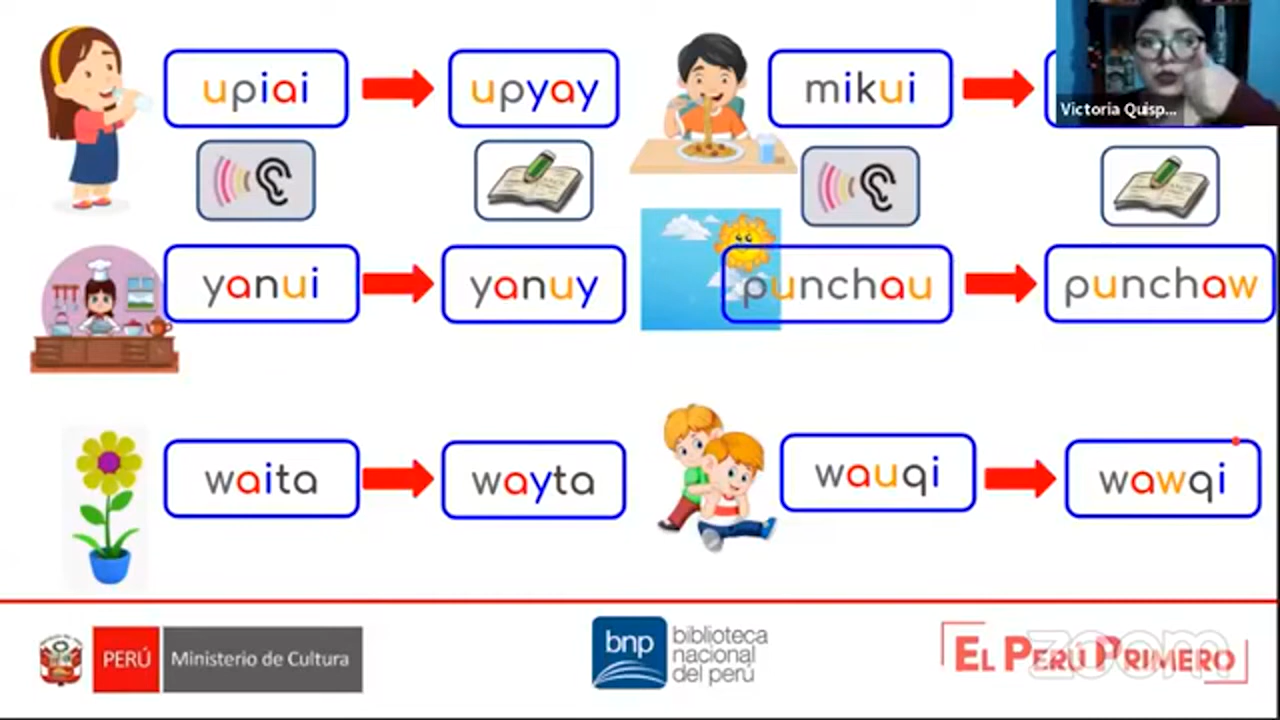 upiai
upyay
mikui
Victoria Quisp...
yanui
yanuy
punchau
punchaw
waita
wayta
wauqi
wawqi
PERÚ
Ministerio de Cultura
bnp
biblioteca
nacional
del perú
EL PERÚ PRIMERO
zoom